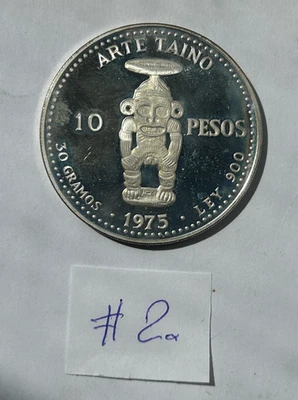 ARTE TAINO
10 PESOS
30 GRAMOS · 1975 · LEY 900
# 2a